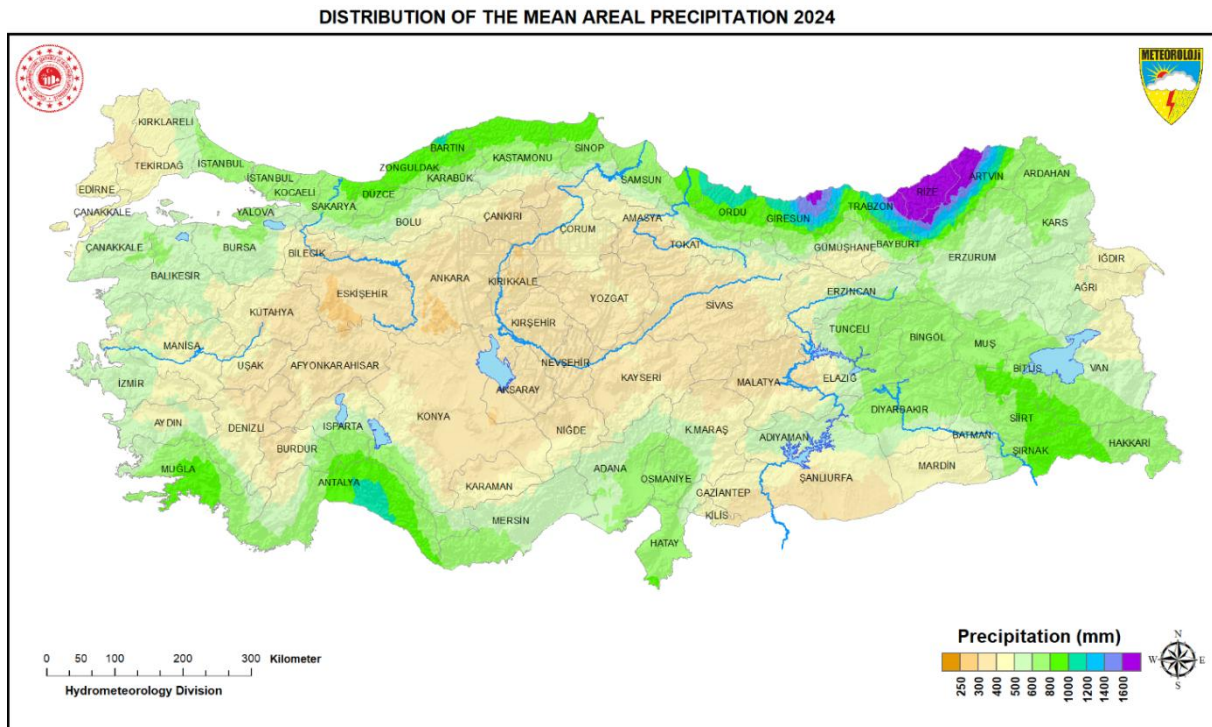 DISTRIBUTION OF THE MEAN AREAL PRECIPITATION 2024
METEOROLOJİ
KIRKLARELİ
TEKİRDAĞ
İSTANBUL
İSTANBUL
EDİRNE
KOCAELİ
ÇANAKKALE
YALOVA
SAKARYA
DÜZCE
ZONGULDAK
BARTIN
KARABÜK
KASTAMONU
SİNOP
SAMSUN
BOLU
ÇANKIRI
ÇORUM
AMASYA
TOKAT
ORDU
GİRESUN
TRABZON
RİZE
ARTVİN
ARDAHAN
KARS
GÜMÜŞHANE
BAYBURT
ERZURUM
IĞDIR
AĞRI
ÇANAKKALE
BURSA
BİLECİK
BALIKESİR
ESKİŞEHİR
ANKARA
KIRIKKALE
YOZGAT
SİVAS
ERZİNCAN
KÜTAHYA
KIRŞEHİR
TUNCELİ
BİNGÖL
MUŞ
MANİSA
UŞAK
AFYONKARAHİSAR
NEVŞEHİR
KAYSERİ
MALATYA
ELAZIĞ
BİTLİS
VAN
İZMİR
AKSARAY
AYDIN
DENİZLİ
ISPARTA
KONYA
NİĞDE
K.MARAŞ
ADIYAMAN
DİYARBAKIR
BATMAN
SİİRT
ŞIRNAK
HAKKARİ
BURDUR
MUĞLA
ANTALYA
KARAMAN
MERSİN
ADANA
OSMANİYE
GAZİANTEP
KİLİS
ŞANLIURFA
MARDİN
HATAY
0 50 100 200 300 Kilometer
Hydrometeorology Division
Precipitation (mm)
250 300 400 500 600 800 1000 1200 1400 1600
N
W E
S